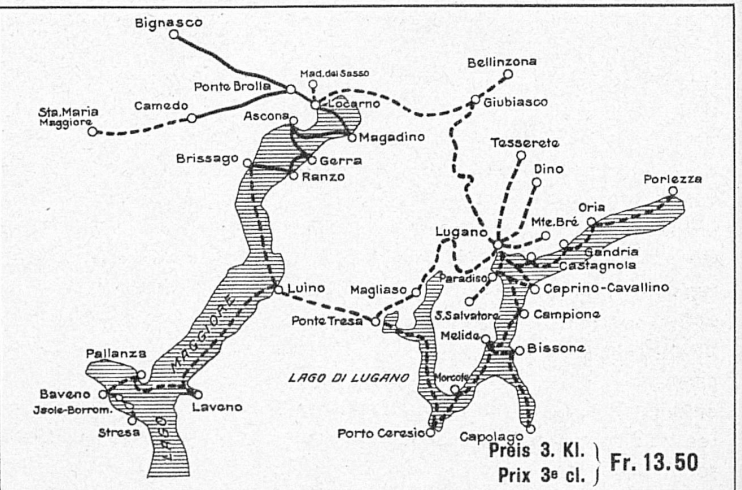 Bignasco
Bellinzona
Mad. del Sasso
Ponte Brolla
Giubiasco
Locarno
Sta. Maria
Maggiore
Camedo
Ascona
Magadino
Tesserete
Brissago
Gerra
Dino
Ranzo
Porlezza
Oria
Mte. Bré
Lugano
Gandria
Castagnola
Paradiso
Luino
Magliaso
Caprino-Cavallino
S. Salvatore
Campione
Ponte Tresa
MAGGIORE
Melide
Bissone
Pallanza
LAGO DI LUGANO
Morcote
Baveno
Isole-Borrom.
Laveno
Stresa
LAGO
Porto Ceresio
Capolago
Preis 3. Kl.
Prix 3e cl.
Fr. 13.50